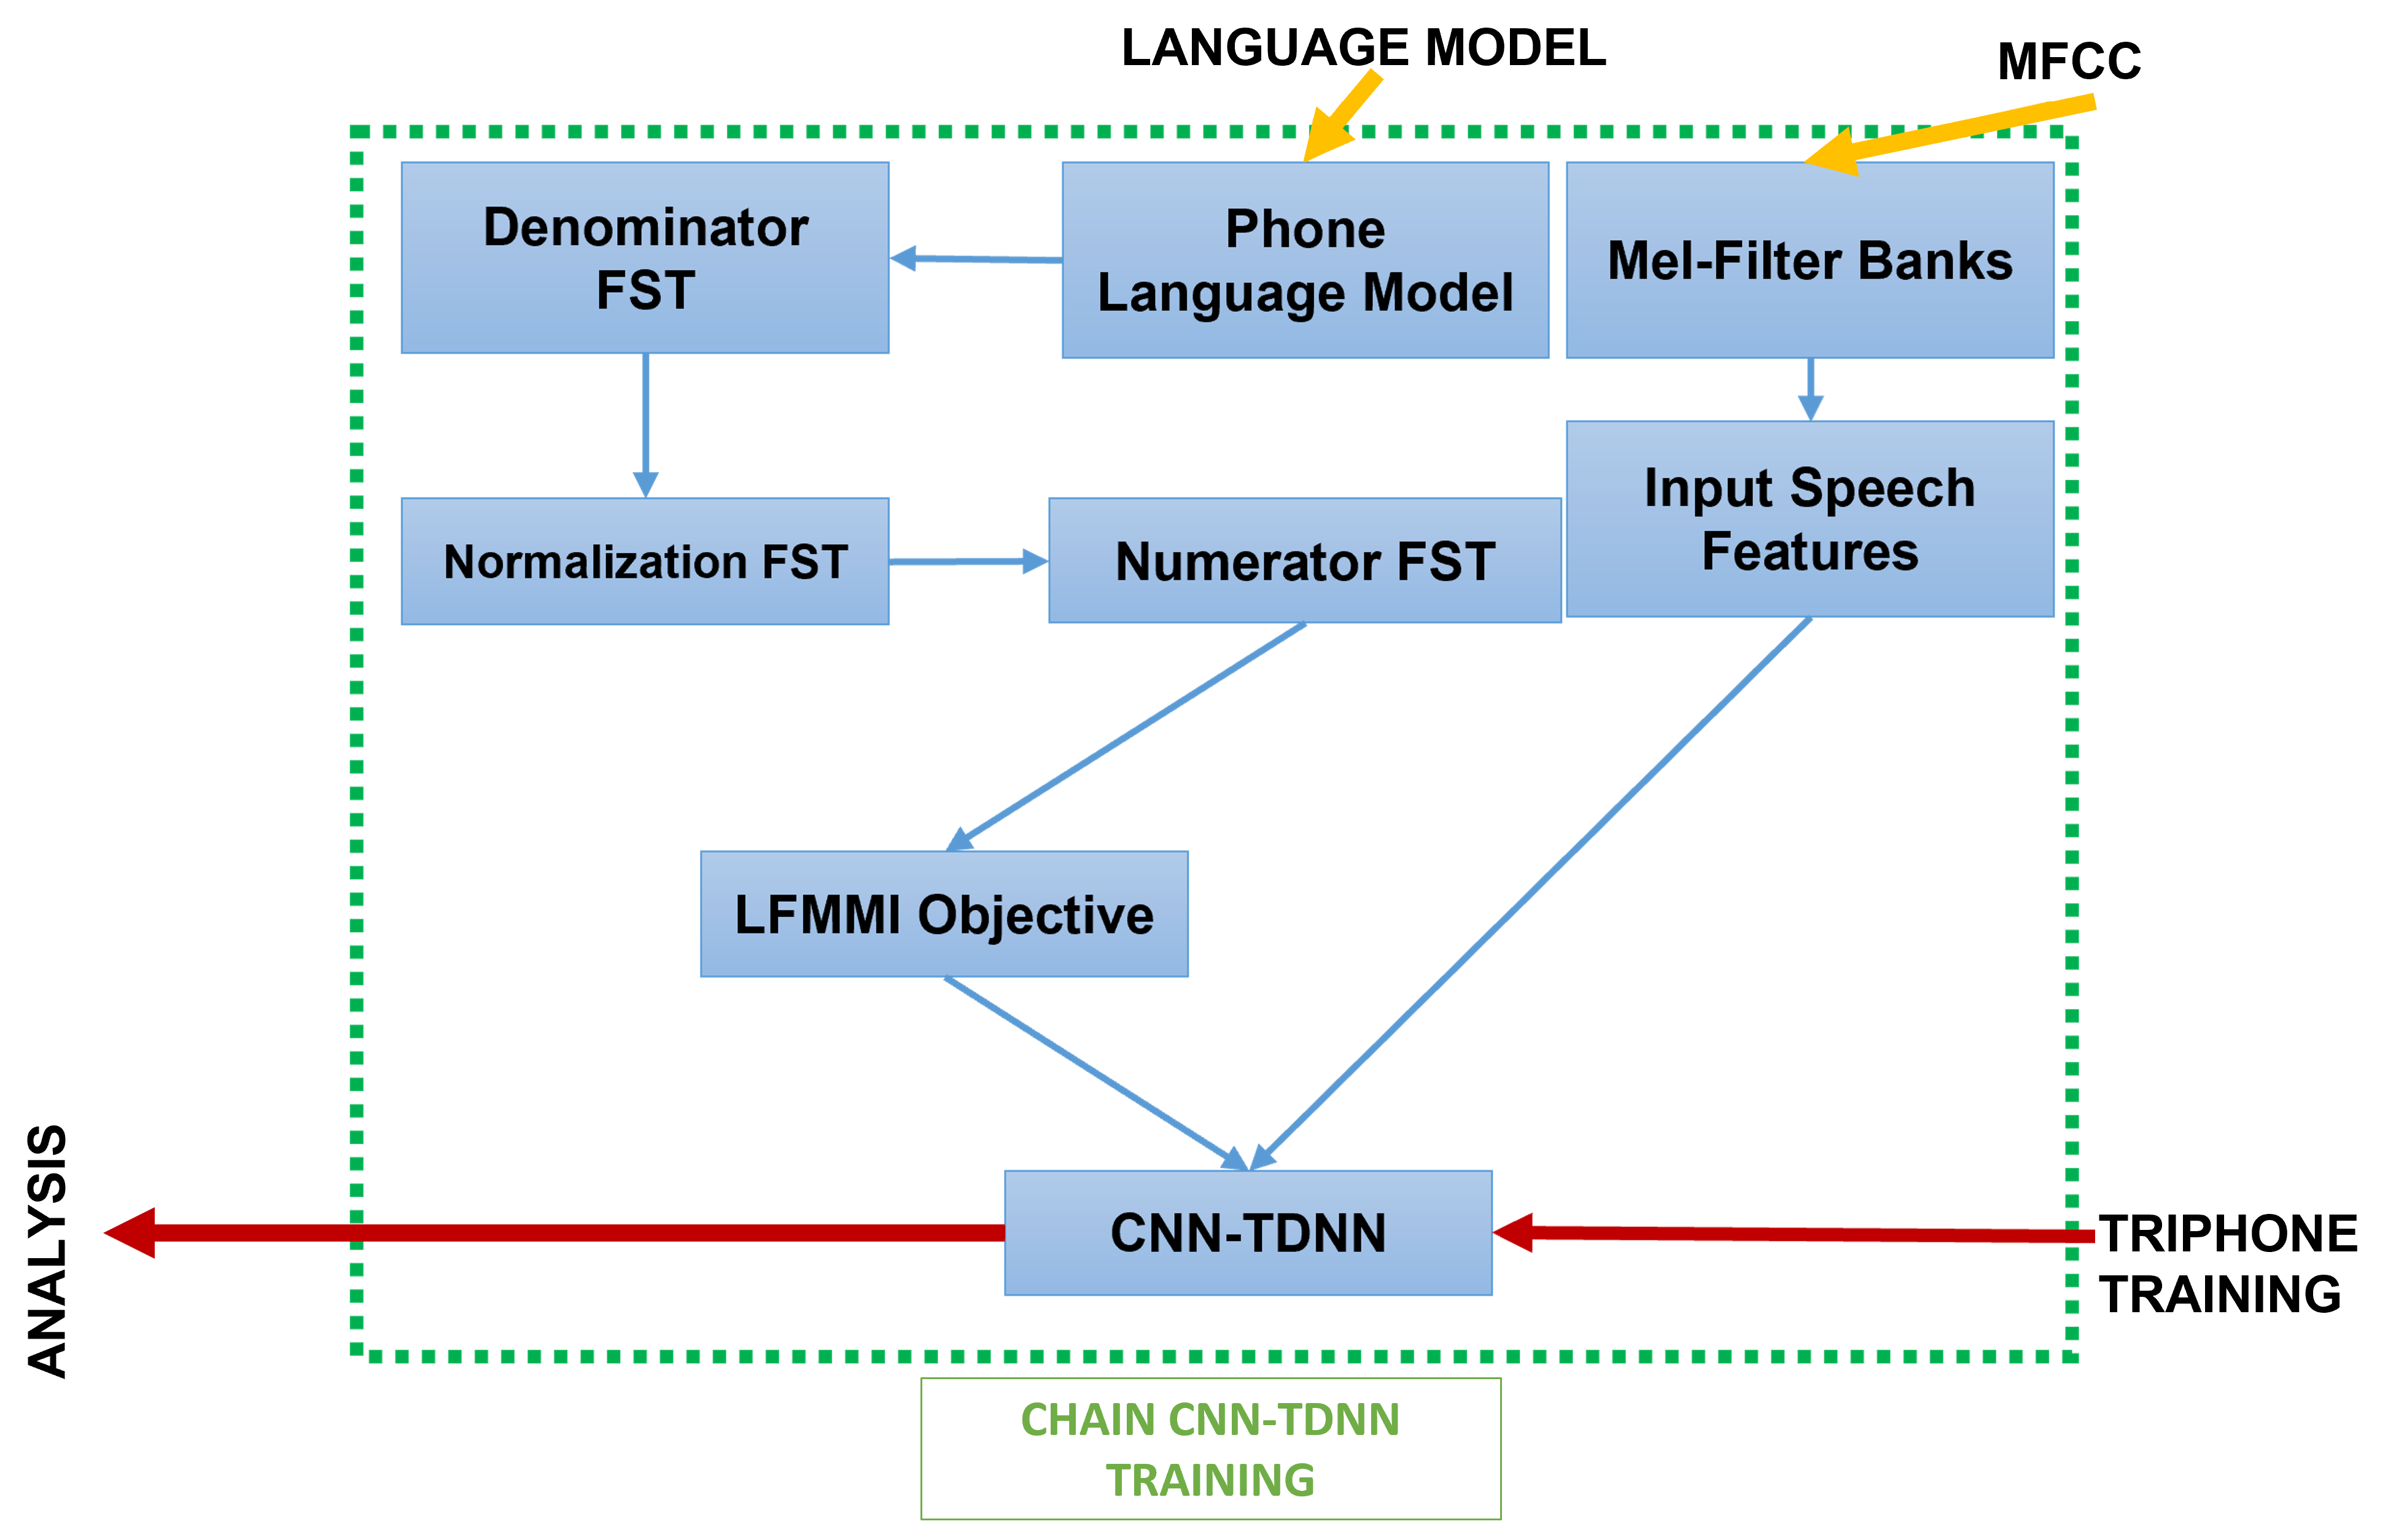 LANGUAGE MODEL
MFCC
Denominator
FST
Phone
Language Model
Mel-Filter Banks
Input Speech
Features
Normalization FST
Numerator FST
LFMMI Objective
CNN-TDNN
TRIPHONE
TRAINING
ANALYSIS
CHAIN CNN-TDNN
TRAINING